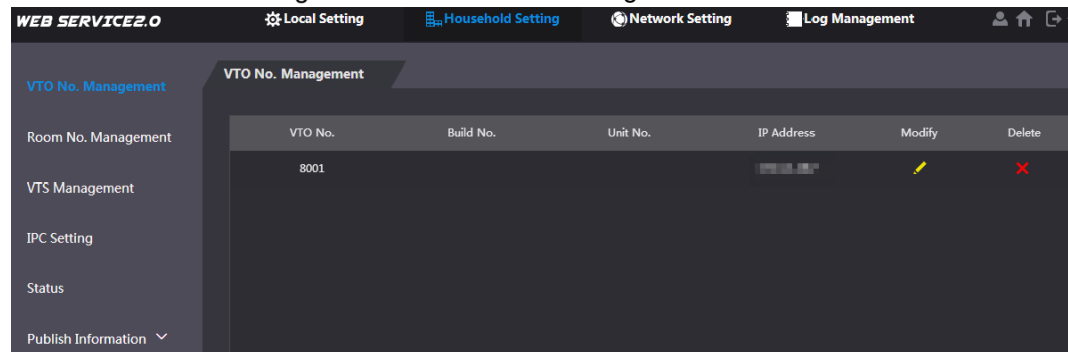 WEB SERVICE2.0 Local Setting Household Setting Network Setting Log Management
VTO No. Management
VTO No. Management
Room No. Management
VTS Management
IPC Setting
Status
Publish Information
VTO No. Build No. Unit No. IP Address Modify Delete
8001